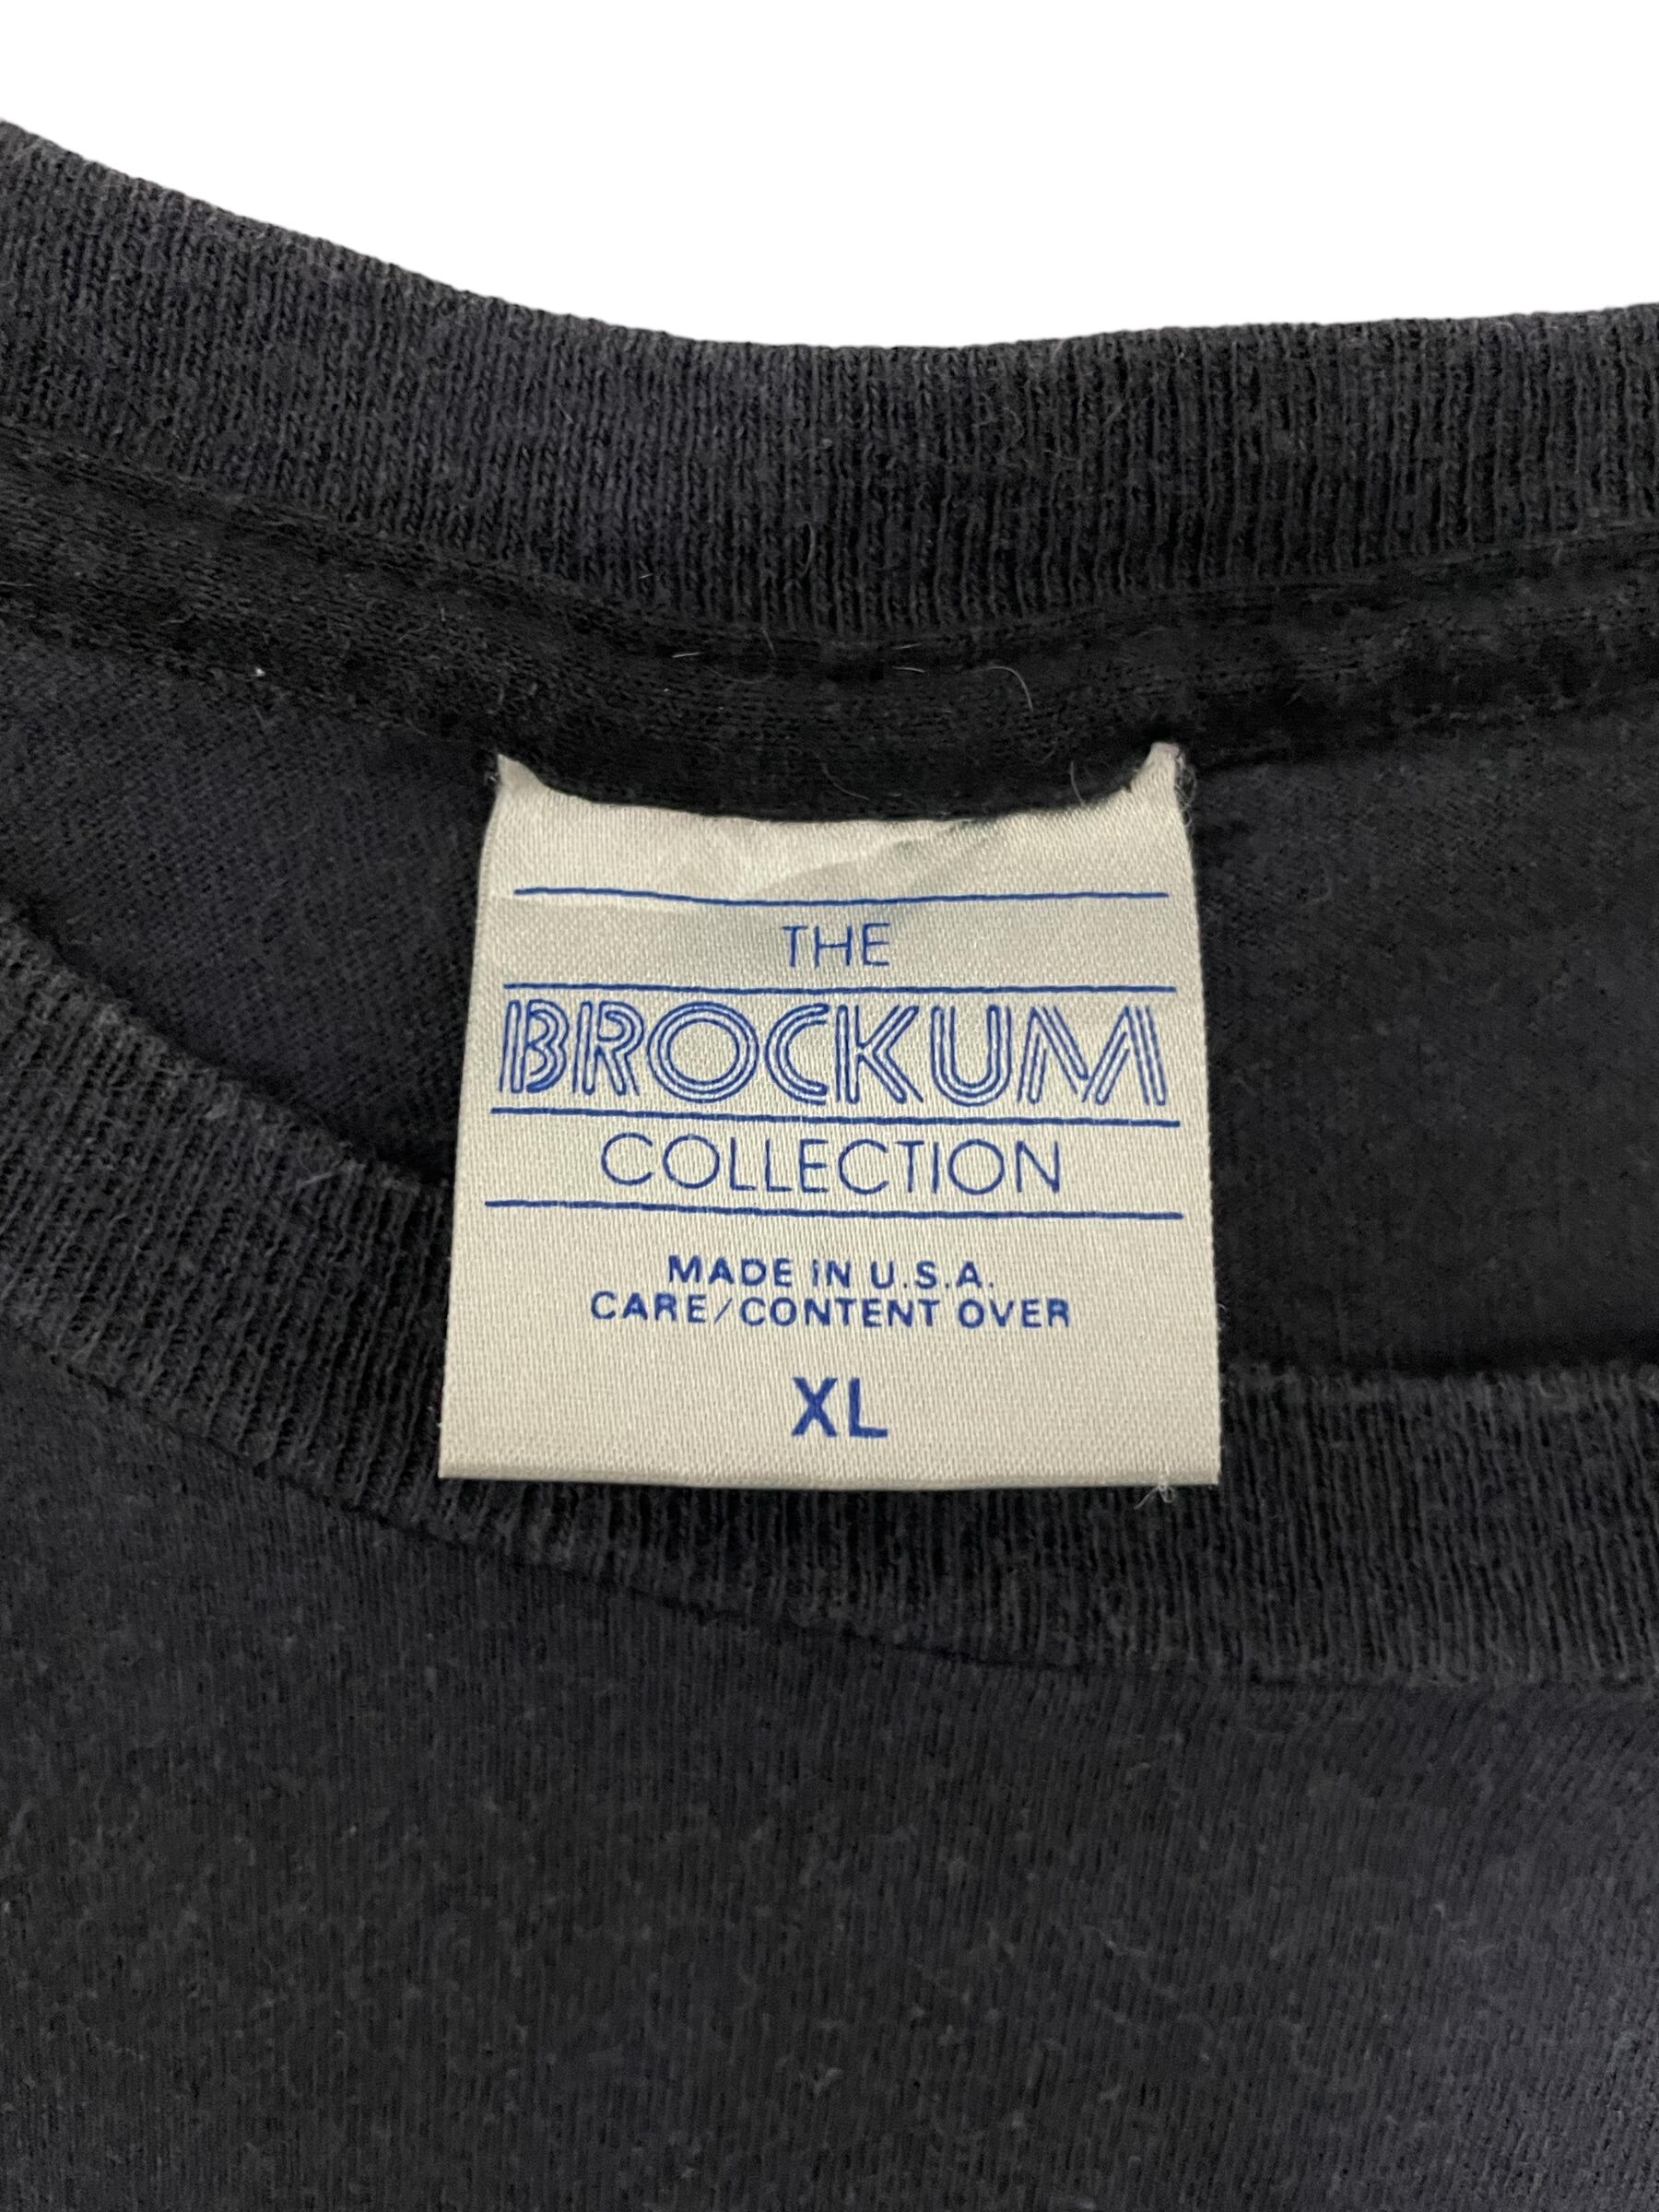 THE
BROCKUM
COLLECTION
MADE IN U.S.A.
CARE/CONTENT OVER
XL